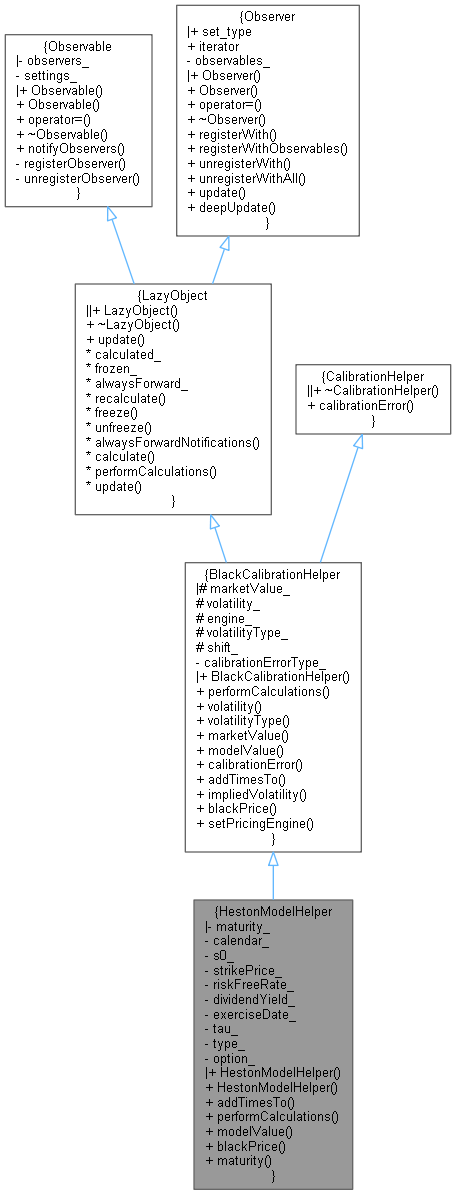 {Observable
|- observers_
- settings_
|+ Observable()
+ Observable()
+ operator=()
+ ~Observable()
+ notifyObservers()
- registerObserver()
- unregisterObserver()
}
{Observer
|+ set_type
+ iterator
- observables_
|+ Observer()
+ Observer()
+ operator=()
+ ~Observer()
+ registerWith()
+ registerWithObservables()
+ unregisterWith()
+ unregisterWithAll()
+ update()
+ deepUpdate()
}
{LazyObject
||+ LazyObject()
+ ~LazyObject()
+ update()
* calculated_
* frozen_
* alwaysForward_
* recalculate()
* freeze()
* unfreeze()
* alwaysForwardNotifications()
* calculate()
* performCalculations()
* update()
}
{CalibrationHelper
||+ ~CalibrationHelper()
+ calibrationError()
}
{BlackCalibrationHelper
|# marketValue_
# volatility_
# engine_
# volatilityType_
# shift_
- calibrationErrorType_
|+ BlackCalibrationHelper()
+ performCalculations()
+ volatility()
+ volatilityType()
+ marketValue()
+ modelValue()
+ calibrationError()
+ addTimesTo()
+ impliedVolatility()
+ blackPrice()
+ setPricingEngine()
}
{HestonModelHelper
|- maturity_
- calendar_
- s0_
- strikePrice_
- riskFreeRate_
- dividendYield_
- exerciseDate_
- tau_
- type_
- option_
|+ HestonModelHelper()
+ HestonModelHelper()
+ addTimesTo()
+ performCalculations()
+ modelValue()
+ blackPrice()
+ maturity()
}